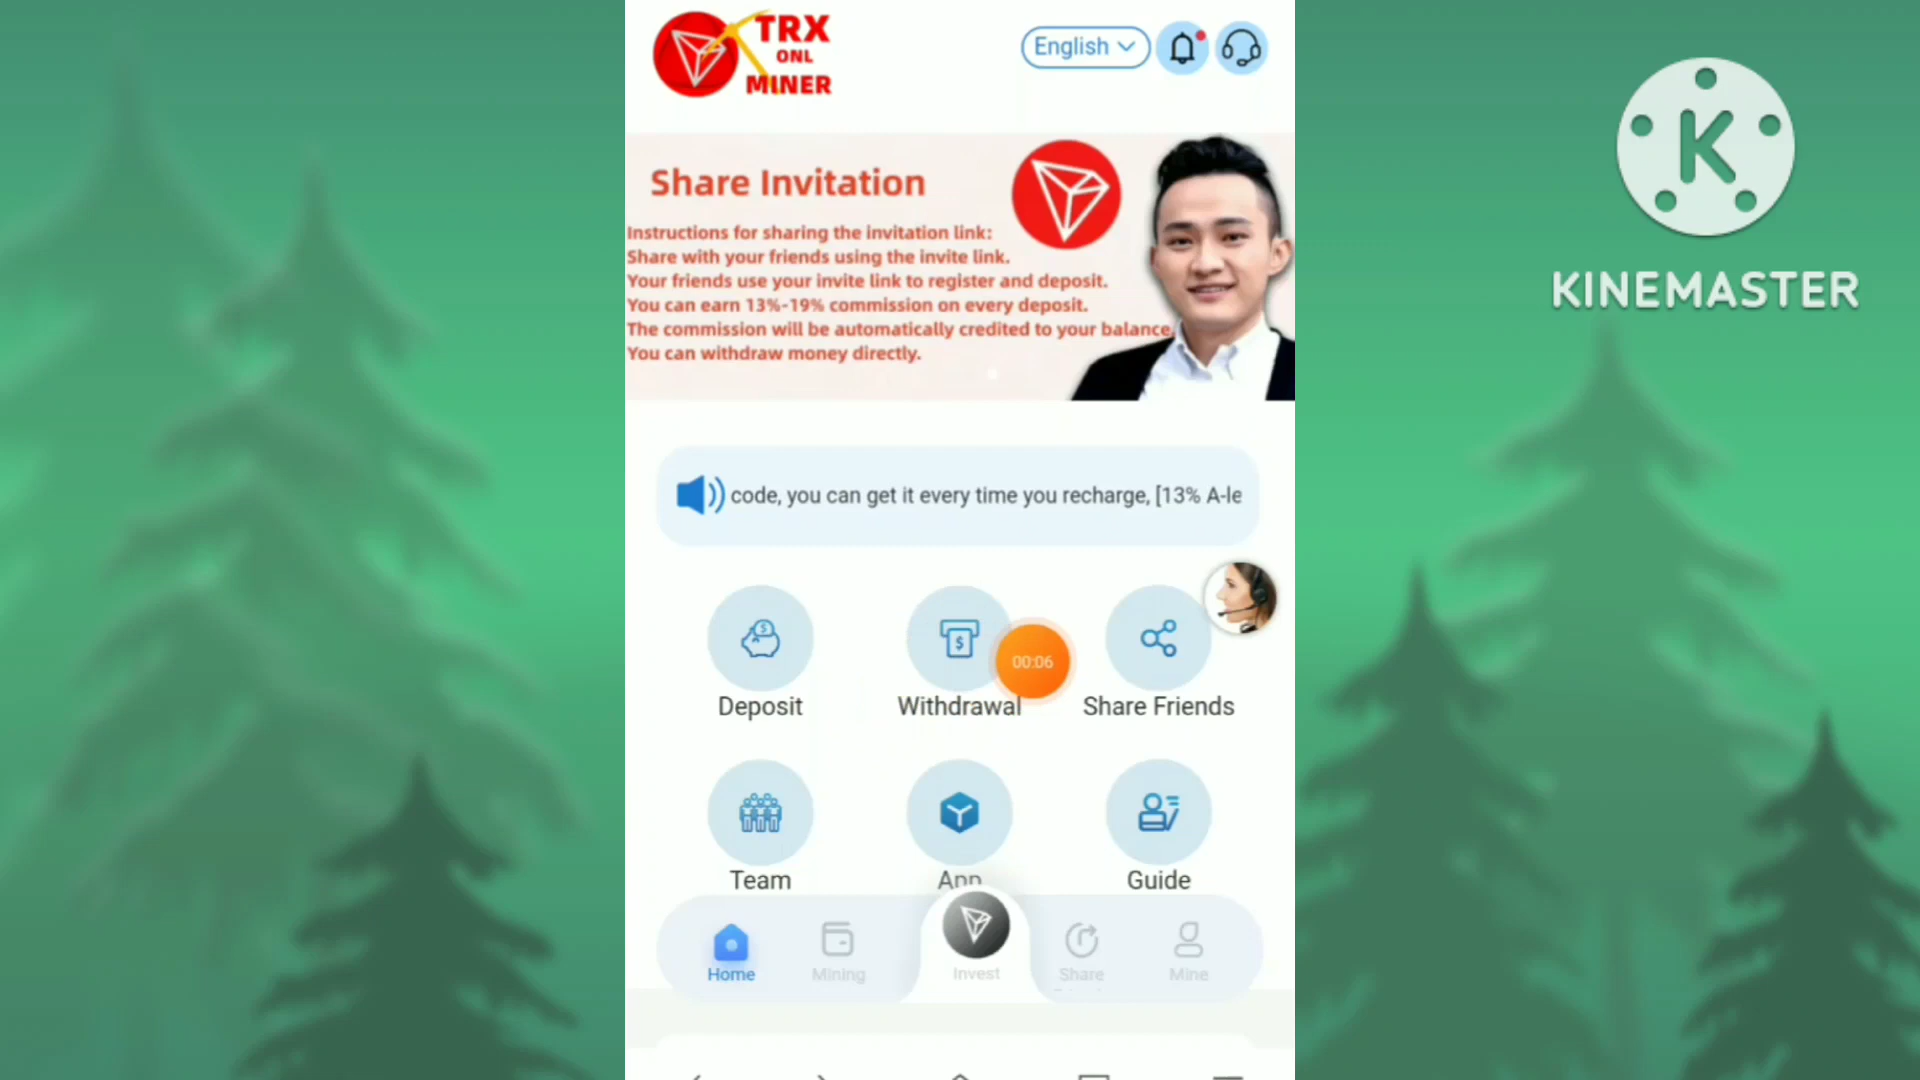 TRX
ONL
MINER
English
Share Invitation
Instructions for sharing the invitation link:
Share with your friends using the invite link.
Your friends use your invite link to register and deposit.
You can earn 13%-19% commission on every deposit.
The commission will be automatically credited to your balance
You can withdraw money directly.
K
KINEMASTER
code, you can get it every time you recharge, [13% A-le
00:06
Deposit
Withdrawal
Share Friends
Team
App
Guide
Home
Mining
Invest
Share
Mine